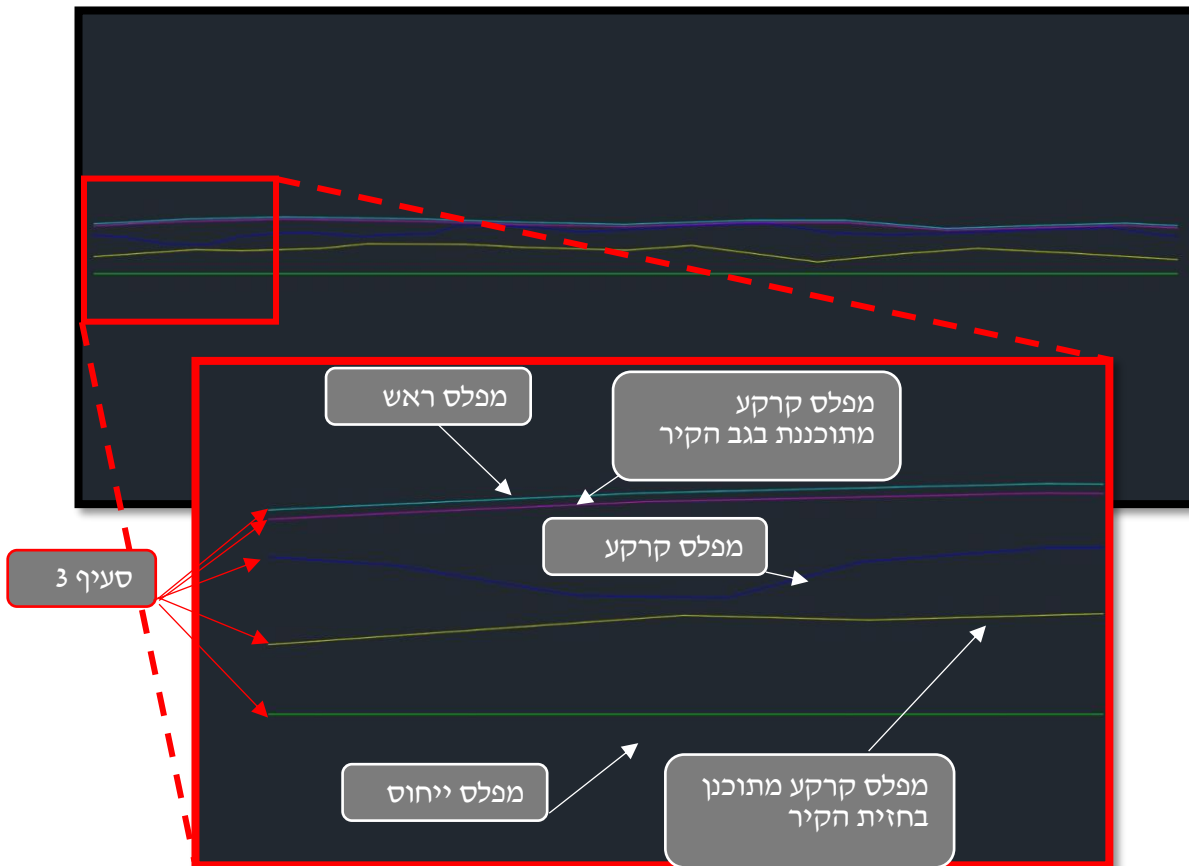 מפלס ראש
מפלס קרקע
מתוכננת בגב הקיר
מפלס קרקע
סעיף 3
מפלס ייחוס
מפלס קרקע מתוכנן
בחזית הקיר